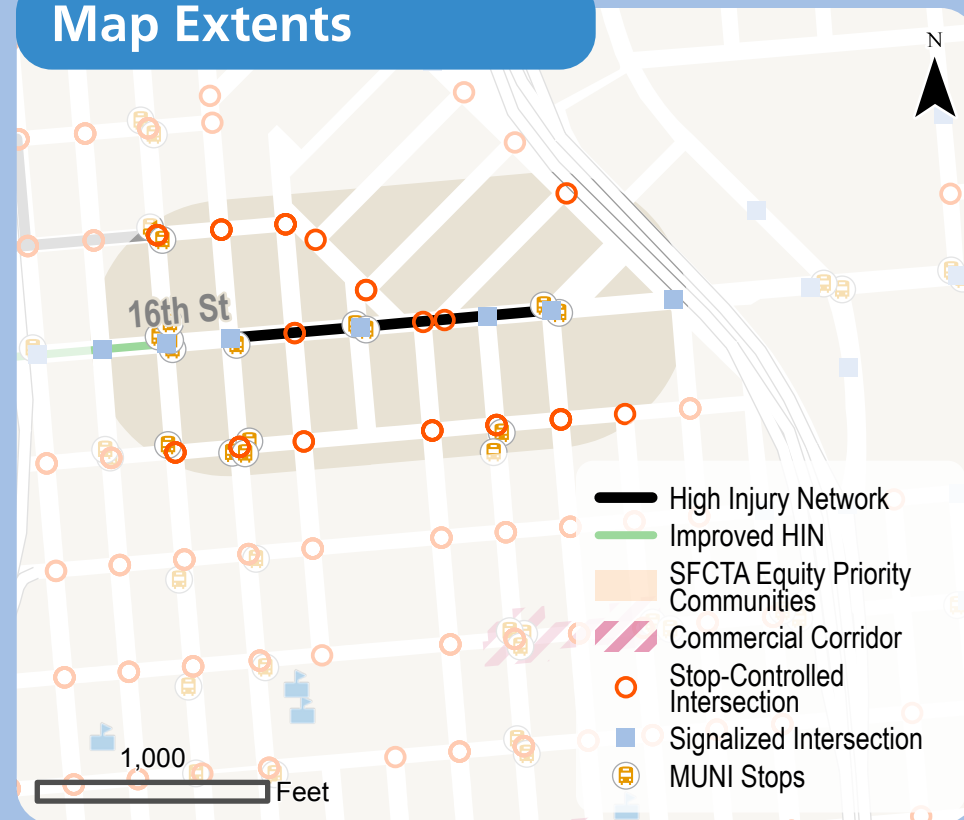 Map Extents
N
16th St
High Injury Network
Improved HIN
SFCTA Equity Priority
Communities
Commercial Corridor
Stop-Controlled
Intersection
Signalized Intersection
MUNI Stops
1,000
Feet